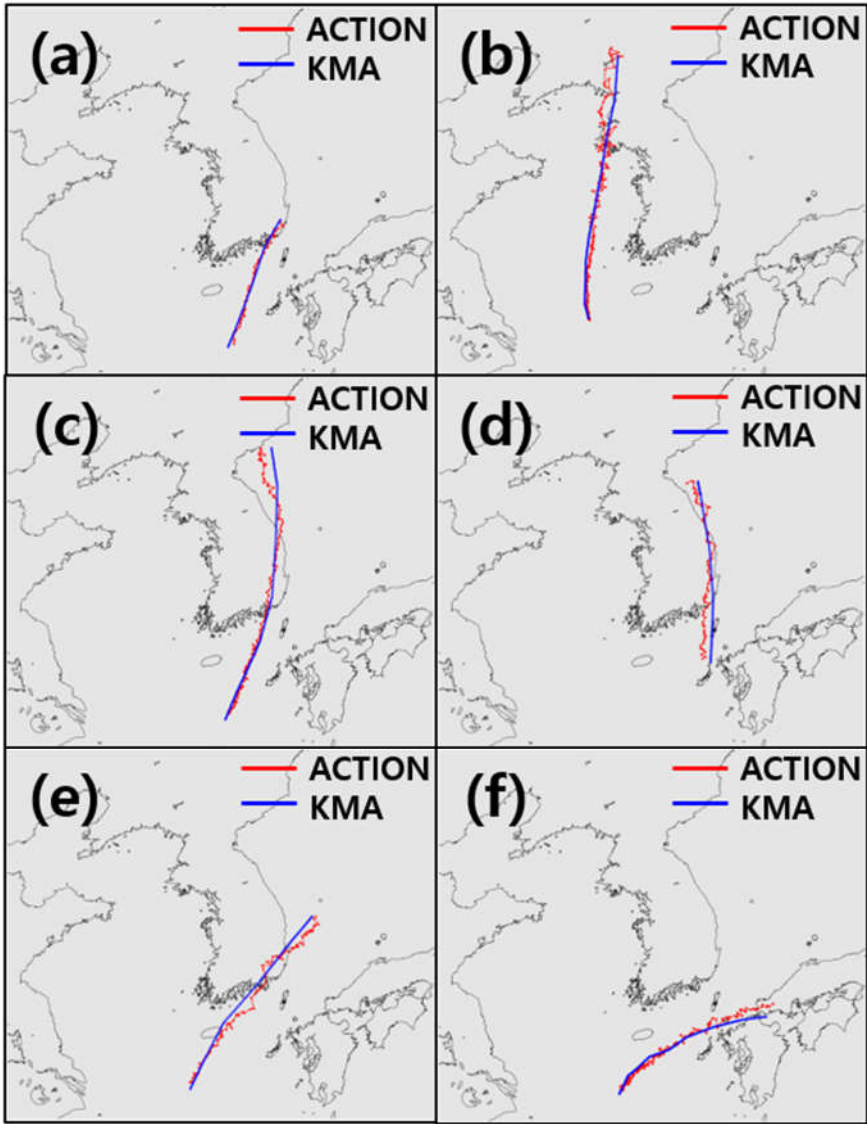 (a)
ACTION
KMA
(b)
ACTION
KMA
(c)
ACTION
KMA
(d)
ACTION
KMA
(e)
ACTION
KMA
(f)
ACTION
KMA